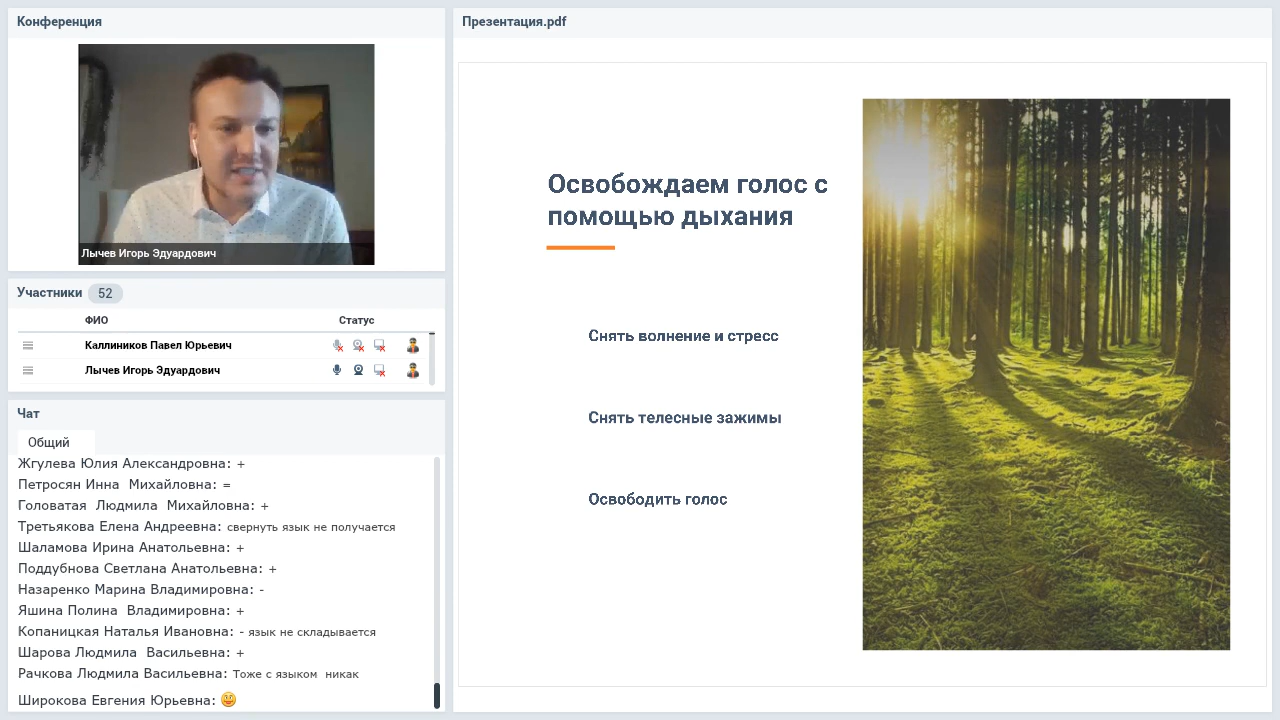 Конференция
Лычев Игорь Эдуардович
Участники 52
ФИО Статус
Каллиников Павел Юрьевич
Лычев Игорь Эдуардович
Чат
Общий
Жгулева Юлия Александровна: +
Петросян Инна  Михайловна: =
Головатая  Людмила  Михайловна: +
Третьякова Елена Андреевна: свернуть язык не получается
Шаламова Ирина Анатольевна: +
Поддубнова Светлана Анатольевна: +
Назаренко Марина Владимировна: -
Яшина Полина  Владимировна: +
Копаницкая Наталья Ивановна: - язык не складывается
Шарова Людмила  Васильевна: +
Рачкова Людмила Васильевна: Тоже с языком  никак
Широкова Евгения Юрьевна:
Презентация.pdf
Освобождаем голос с
помощью дыхания
Снять волнение и стресс
Снять телесные зажимы
Освободить голос